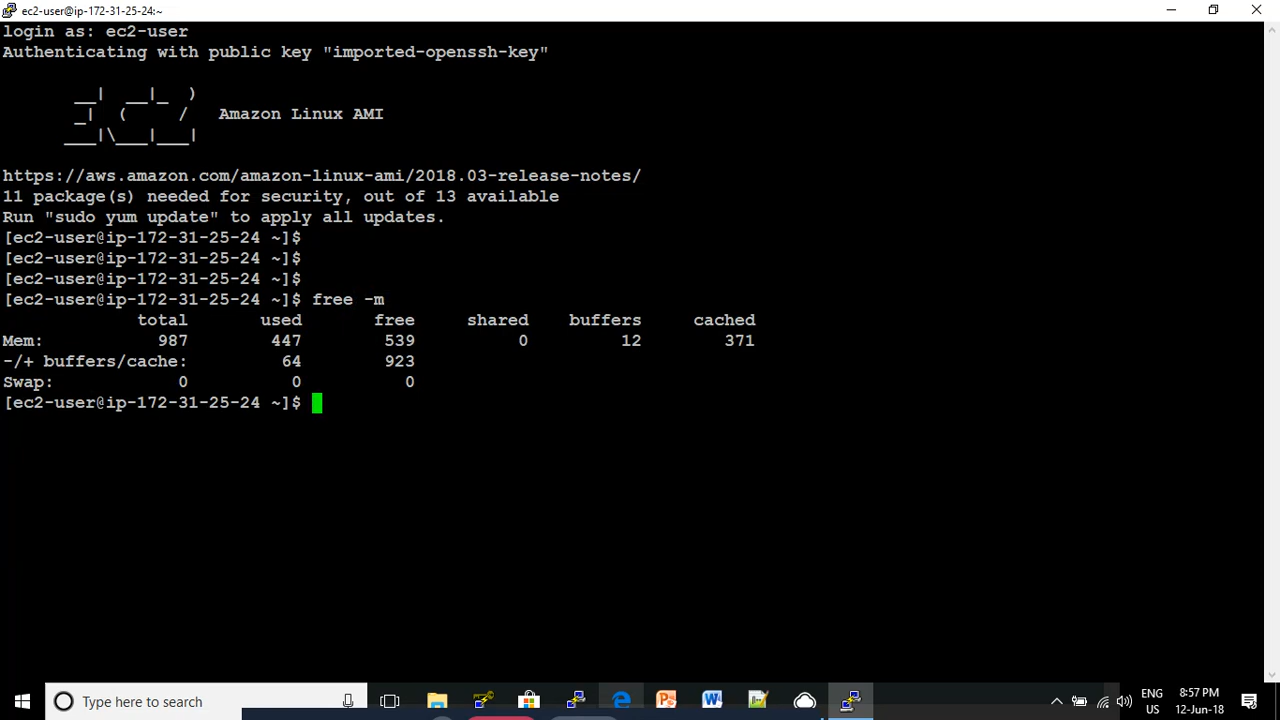 ec2-user@ip-172-31-25-24:~
login as: ec2-user
Authenticating with public key "imported-openssh-key"
       __|  __|_  )
       _|  (     /   Amazon Linux AMI
      ___|\___|___|
https://aws.amazon.com/amazon-linux-ami/2018.03-release-notes/
11 package(s) needed for security, out of 13 available
Run "sudo yum update" to apply all updates.
[ec2-user@ip-172-31-25-24 ~]$
[ec2-user@ip-172-31-25-24 ~]$
[ec2-user@ip-172-31-25-24 ~]$
[ec2-user@ip-172-31-25-24 ~]$ free -m
             total       used       free     shared    buffers     cached
Mem:           987        447        539          0         12        371
-/+ buffers/cache:         64        923
Swap:            0          0          0
[ec2-user@ip-172-31-25-24 ~]$
Type here to search
ENG
US
8:57 PM
12-Jun-18